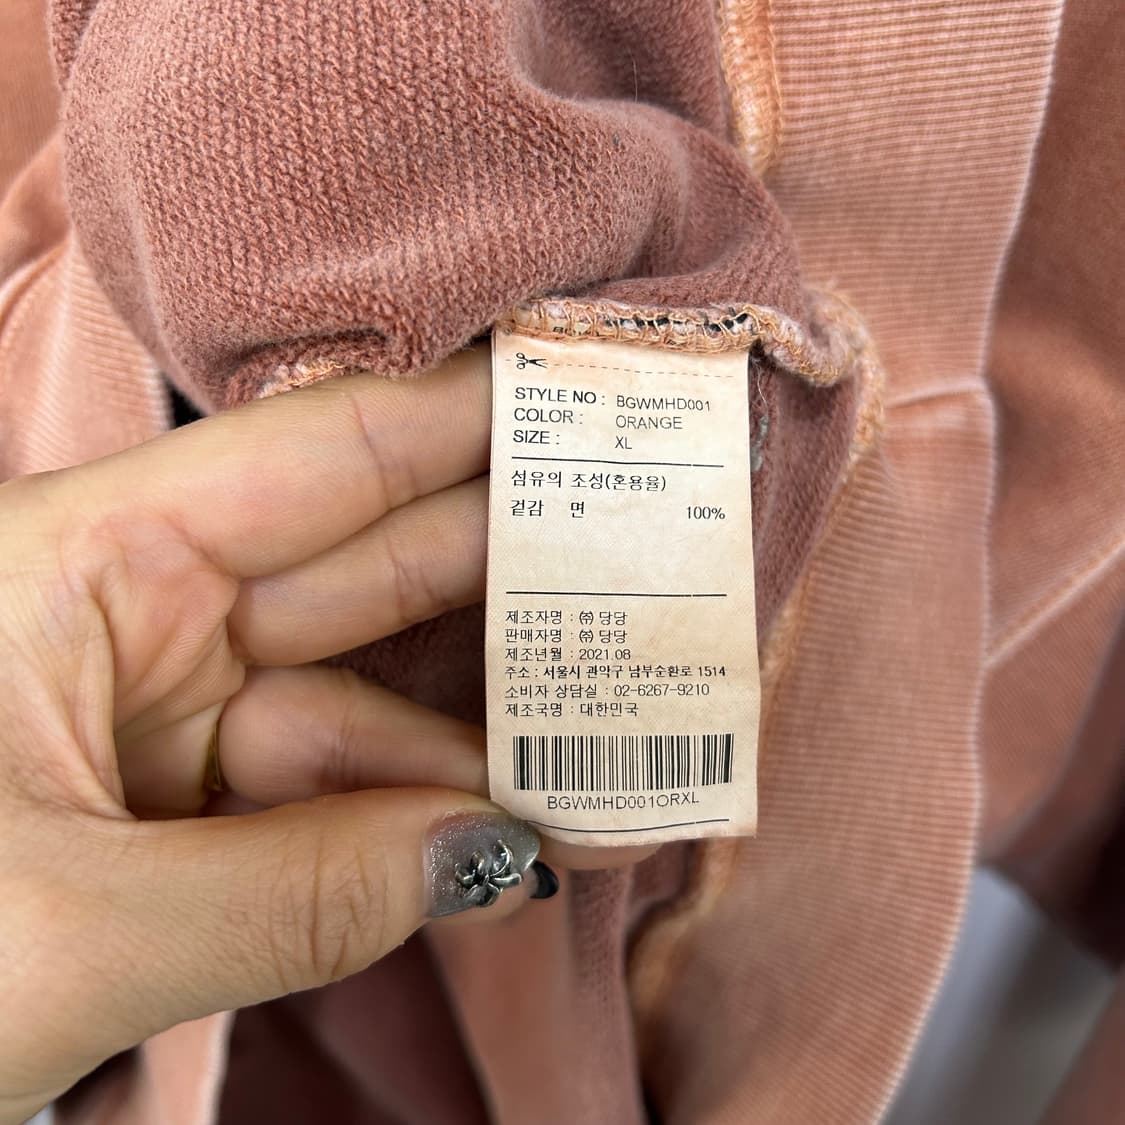 STYLE NO : BGWMHD001
COLOR : ORANGE
SIZE : XL
섬유의 조성(혼용율)
겉감 면 100%
제조자명 : ㈜ 당당
판매자명 : ㈜ 당당
제조년월 : 2021.08
주소 : 서울시 관악구 남부순환로 1514
소비자 상담실 : 02-6267-9210
제조국명 : 대한민국
BGWMHD001ORXL